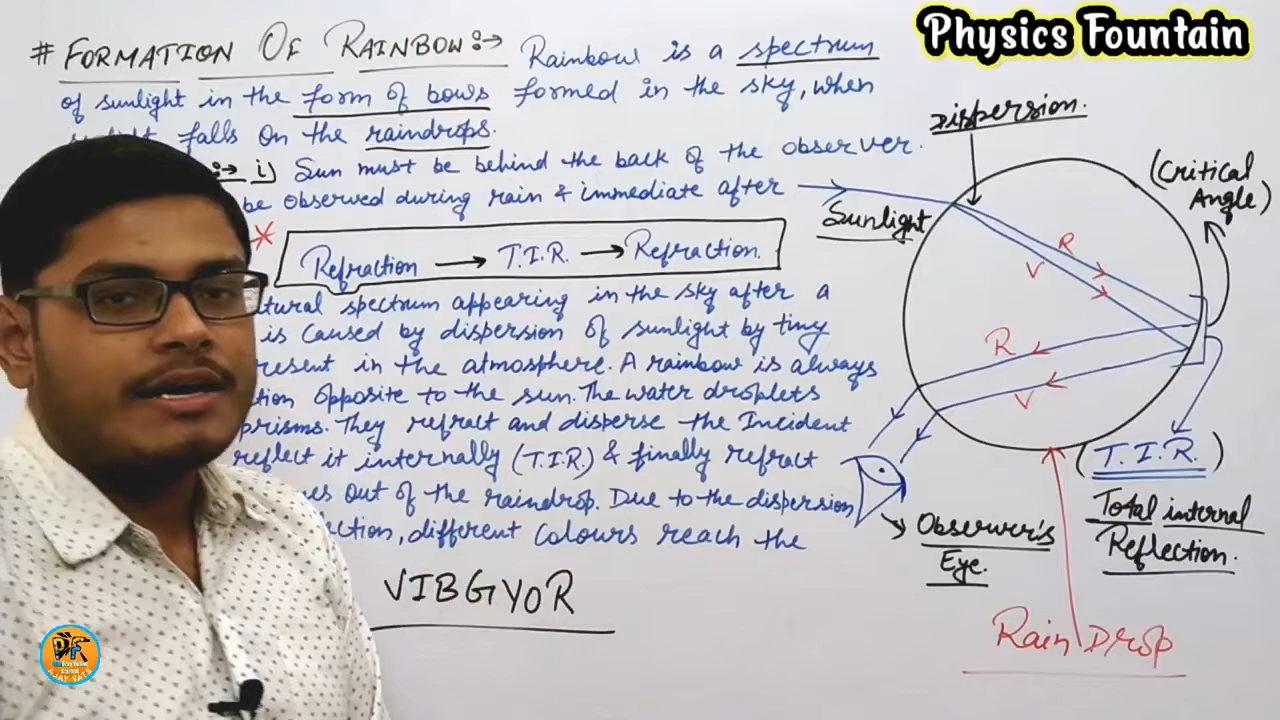 Physics Fountain
# FORMATION OF RAINBOW:→ Rainbow is a spectrum
of sunlight in the form of bows formed in the sky, when
falls on the raindrops.
:→ i) Sun must be behind the back of the observer.
be observed during rain & immediate after
Refraction → T.I.R. → Refraction.
spectrum appearing in the sky after a
is caused by dispersion of sunlight by tiny
in the atmosphere. A rainbow is always
opposite to the sun. The water droplets
prisms. They refract and disperse the Incident
reflect it internally (T.I.R.) & finally refract
out of the raindrop. Due to the dispersion
different Colours reach the
VIBGYOR
Dispersion.
(Critical
Angle)
Sunlight
R
V
R
V
(T.I.R.)
Total internal
Reflection.
Observer's
Eye.
Rain Drop
PF
AJAY VATS